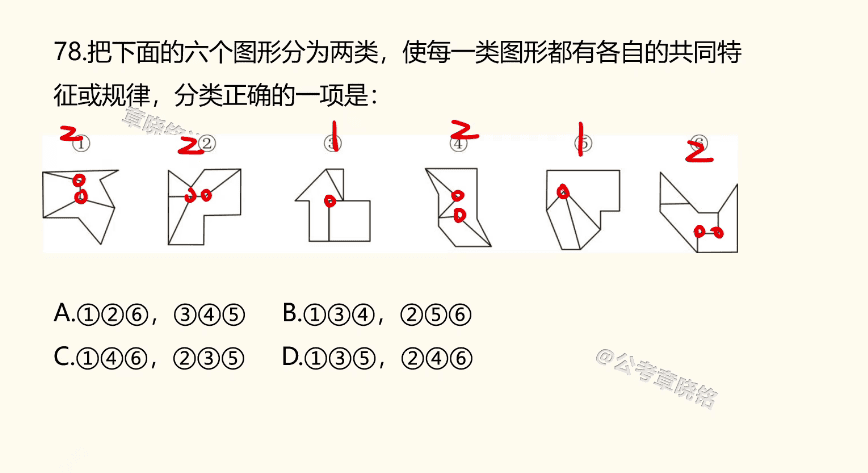 78.把下面的六个图形分为两类，使每一类图形都有各自的共同特
征或规律，分类正确的一项是：
章晓铭
2 2 1 2 1 2
① ② ③ ④ ⑤ ⑥
A.①②⑥，③④⑤ B.①③④，②⑤⑥
C.①④⑥，②③⑤ D.①③⑤，②④⑥
@公考章晓铭